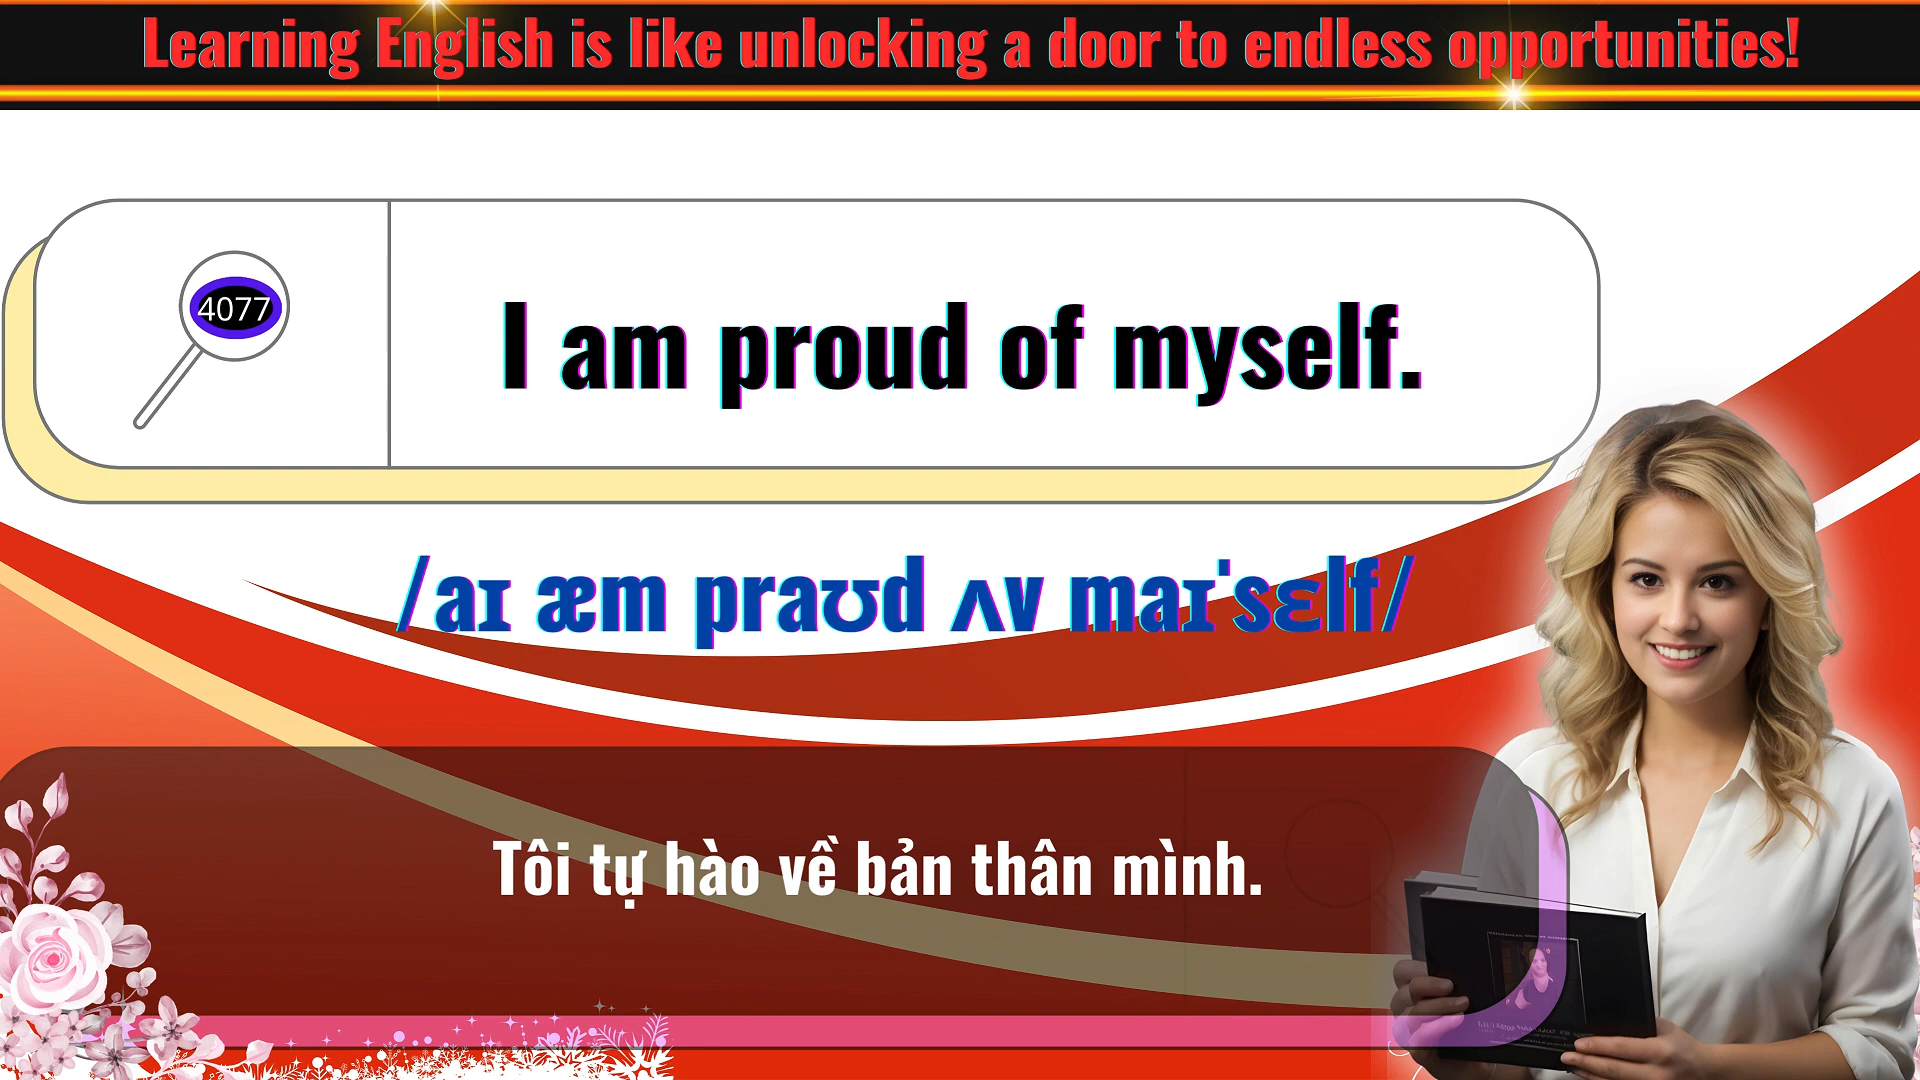 Learning English is like unlocking a door to endless opportunities!
4077
I am proud of myself.
/aɪ æm praʊd ʌv maɪˈsɛlf/
Tôi tự hào về bản thân mình.